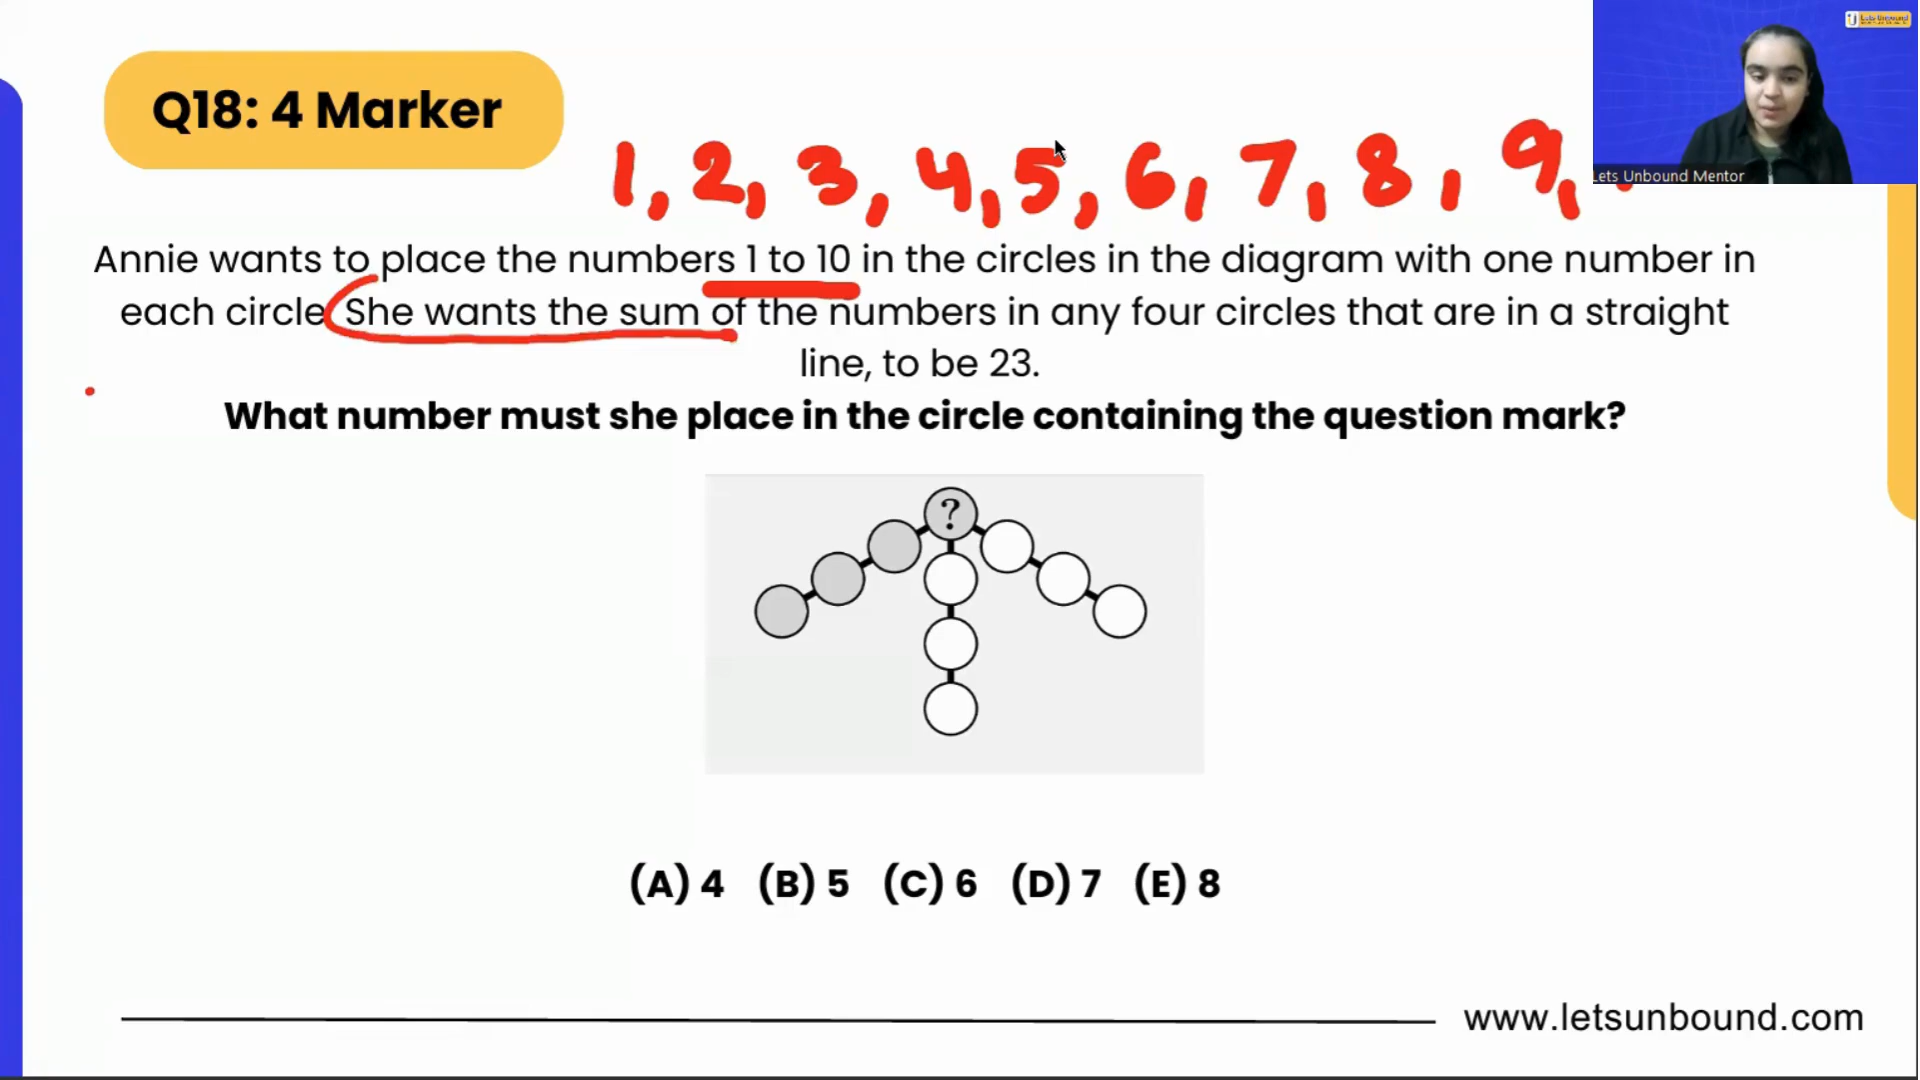 Q18: 4 Marker
1, 2, 3, 4, 5, 6, 7, 8, 9,
Lets Unbound Mentor
Annie wants to place the numbers 1 to 10 in the circles in the diagram with one number in
each circle. She wants the sum of the numbers in any four circles that are in a straight
line, to be 23.
What number must she place in the circle containing the question mark?
?
(A) 4 (B) 5 (C) 6 (D) 7 (E) 8
www.letsunbound.com